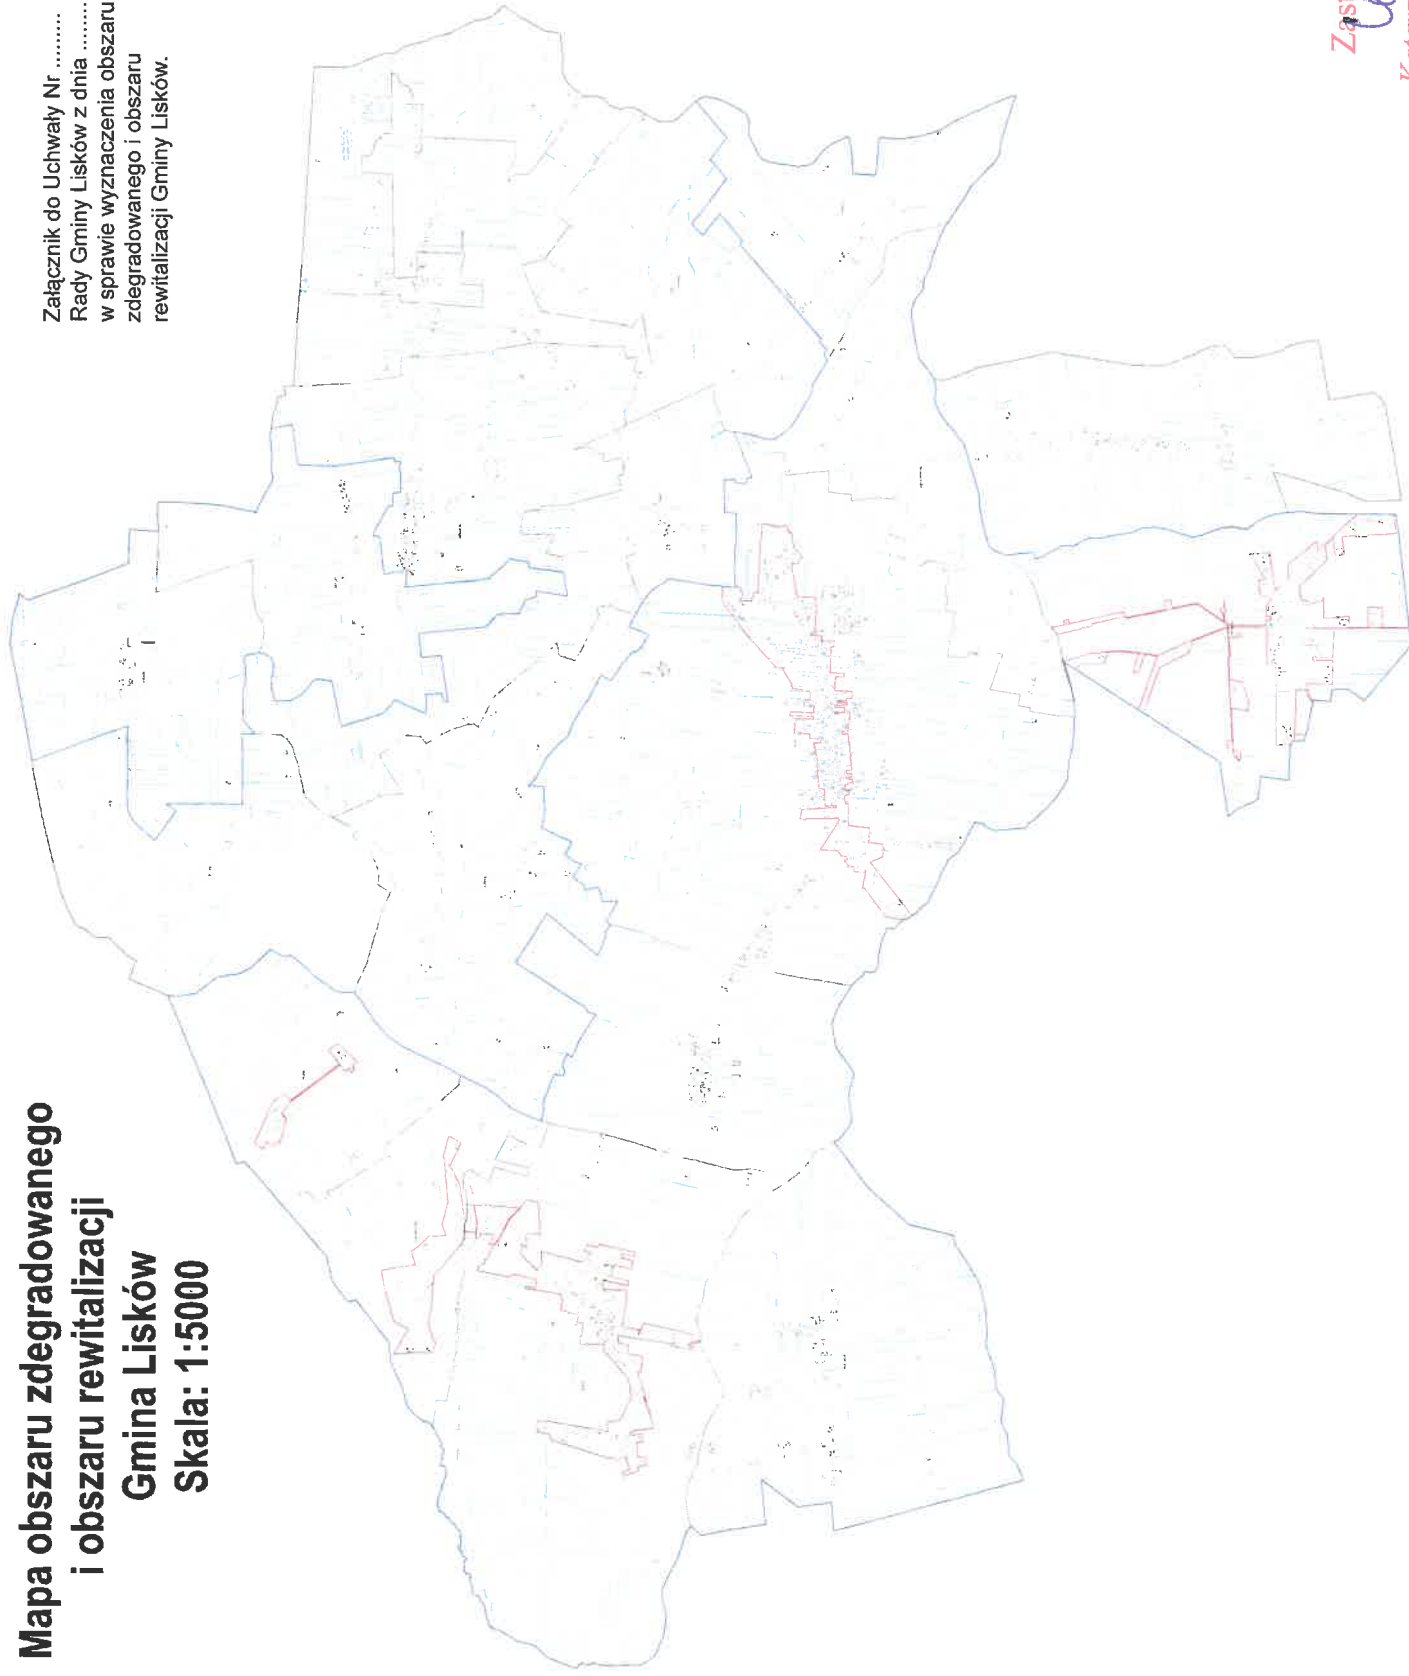 Mapa obszaru zdegradowanego
i obszaru rewitalizacji
Gmina Lisków
Skala: 1:5000
Załącznik do Uchwały Nr .........
Rady Gminy Lisków z dnia .........
w sprawie wyznaczenia obszaru
zdegradowanego i obszaru
rewitalizacji Gminy Lisków.